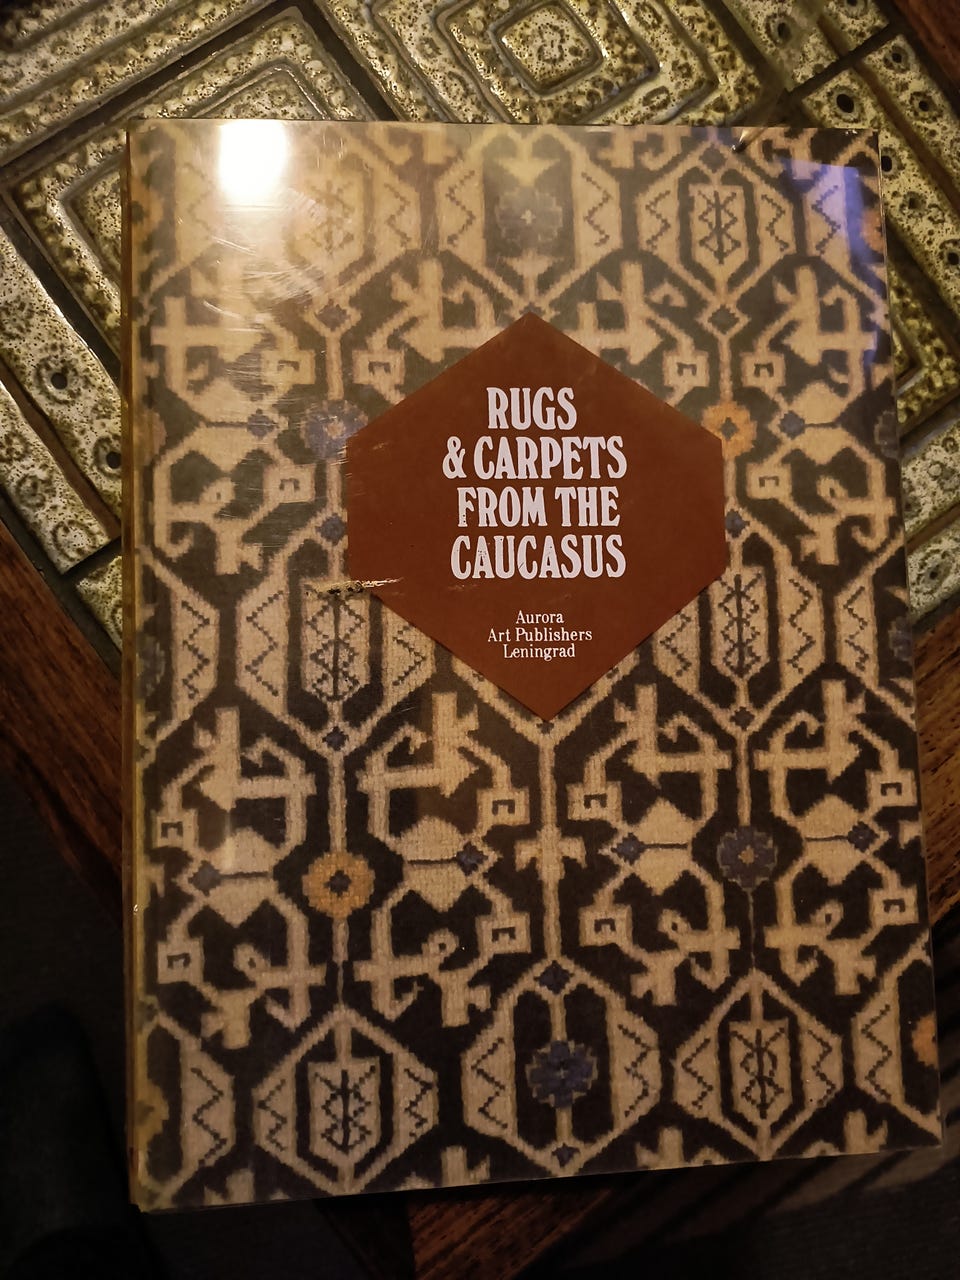 RUGS
& CARPETS
FROM THE
CAUCASUS
Aurora
Art Publishers
Leningrad